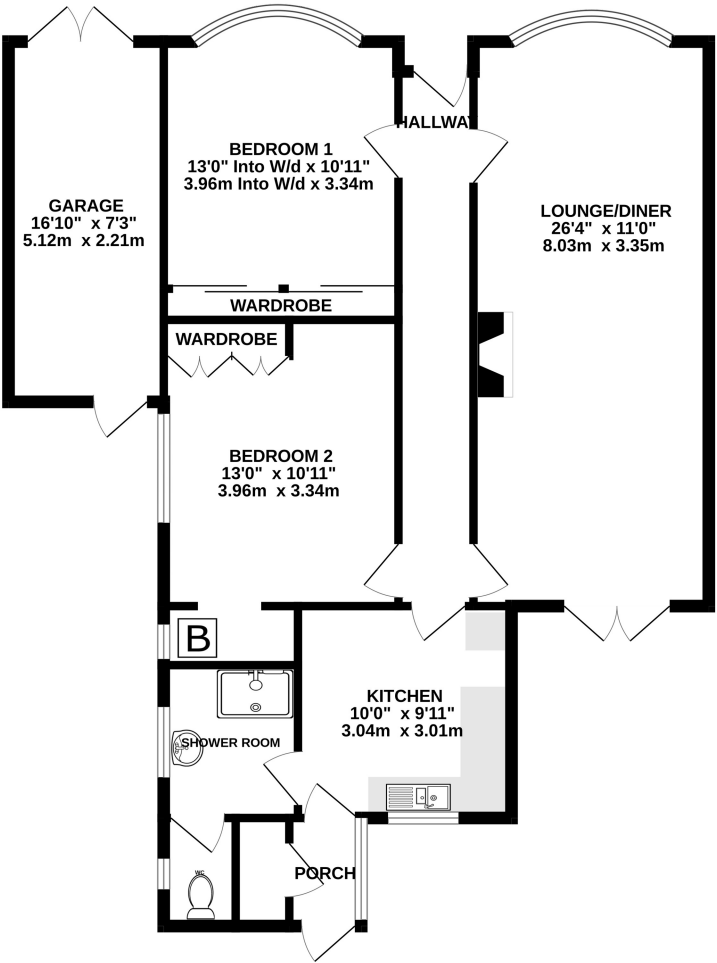 BEDROOM 1
13'0" Into W/d x 10'11"
3.96m Into W/d x 3.34m
HALLWAY
GARAGE
16'10" x 7'3"
5.12m x 2.21m
LOUNGE/DINER
26'4" x 11'0"
8.03m x 3.35m
WARDROBE
WARDROBE
BEDROOM 2
13'0" x 10'11"
3.96m x 3.34m
B
KITCHEN
10'0" x 9'11"
3.04m x 3.01m
SHOWER ROOM
WC
PORCH